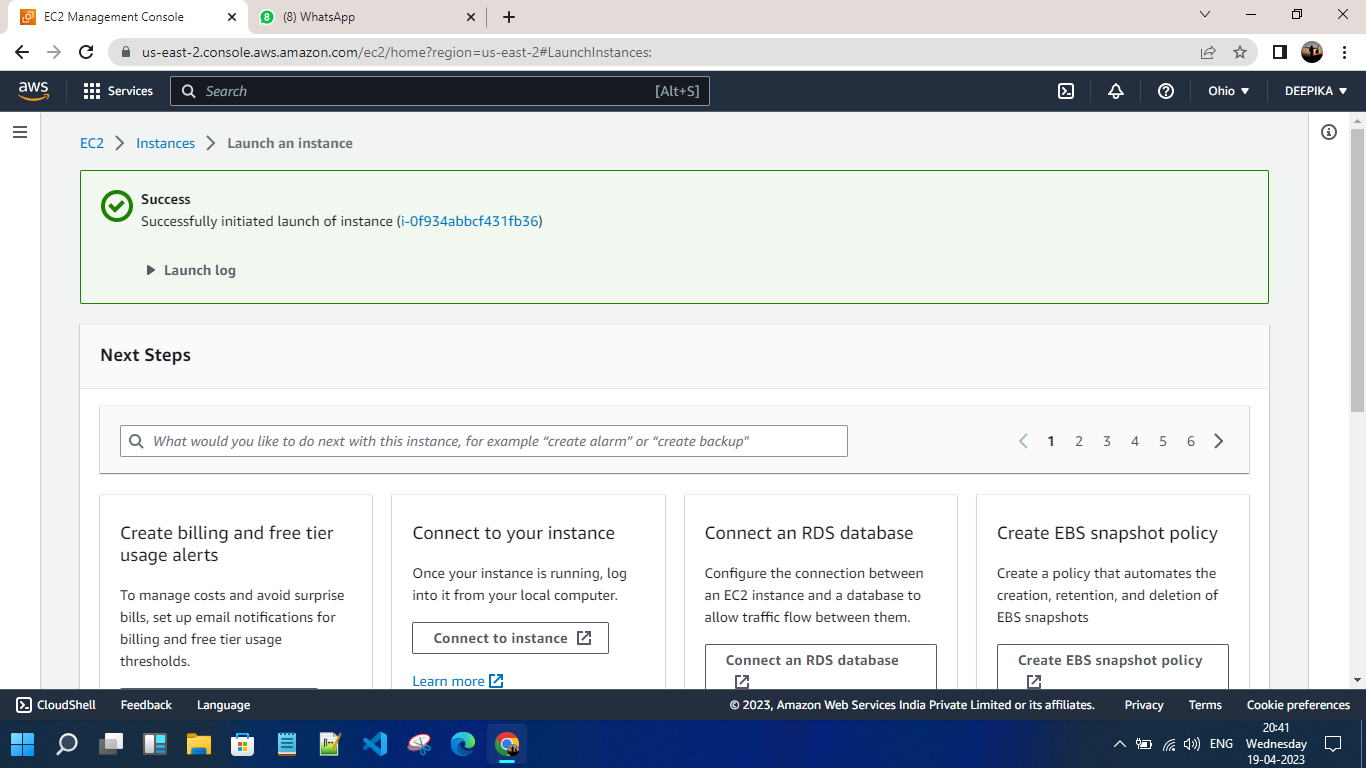 EC2 Management Console
(8) WhatsApp
us-east-2.console.aws.amazon.com/ec2/home?region=us-east-2#LaunchInstances:
aws
Services
Search
[Alt+S]
Ohio
DEEPIKA
EC2
Instances
Launch an instance
Success
Successfully initiated launch of instance (i-0f934abbcf431fb36)
Launch log
Next Steps
What would you like to do next with this instance, for example “create alarm” or “create backup"
1 2 3 4 5 6
Create billing and free tier
usage alerts
To manage costs and avoid surprise
bills, set up email notifications for
billing and free tier usage
thresholds.
Connect to your instance
Once your instance is running, log
into it from your local computer.
Connect to instance
Learn more
Connect an RDS database
Configure the connection between
an EC2 instance and a database to
allow traffic flow between them.
Connect an RDS database
Create EBS snapshot policy
Create a policy that automates the
creation, retention, and deletion of
EBS snapshots
Create EBS snapshot policy
CloudShell
Feedback
Language
© 2023, Amazon Web Services India Private Limited or its affiliates.
Privacy
Terms
Cookie preferences
ENG
20:41
Wednesday
19-04-2023